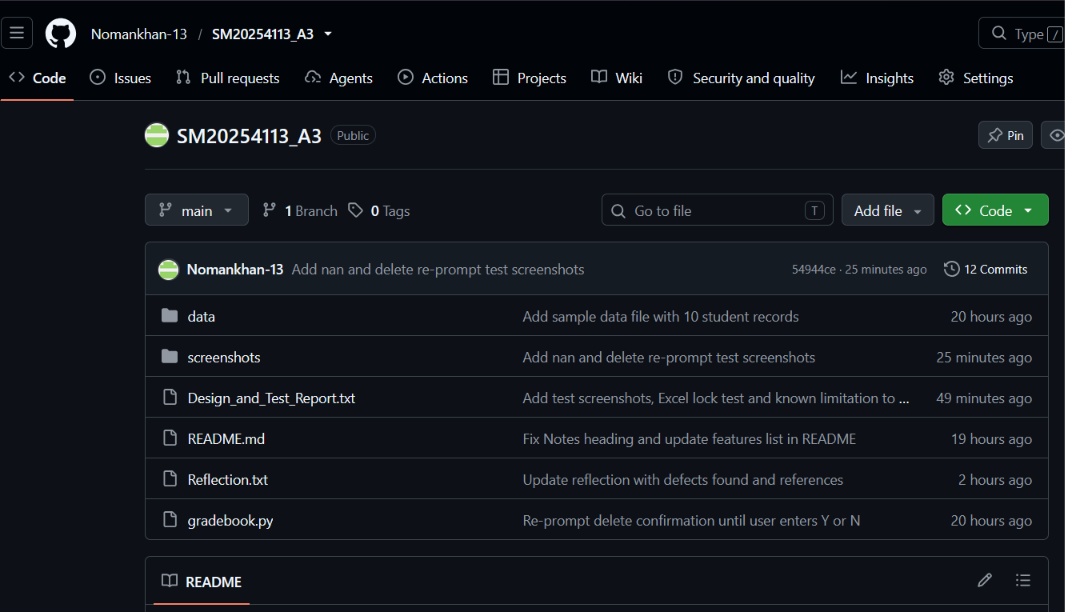 Nomankhan-13 / SM20254113_A3
Type /
Code Issues Pull requests Agents Actions Projects Wiki Security and quality Insights Settings
SM20254113_A3 Public
Pin
main 1 Branch 0 Tags
Go to file T
Add file Code
Nomankhan-13 Add nan and delete re-prompt test screenshots 54944ce · 25 minutes ago 12 Commits
data Add sample data file with 10 student records 20 hours ago
screenshots Add nan and delete re-prompt test screenshots 25 minutes ago
Design_and_Test_Report.txt Add test screenshots, Excel lock test and known limitation to ... 49 minutes ago
README.md Fix Notes heading and update features list in README 19 hours ago
Reflection.txt Update reflection with defects found and references 2 hours ago
gradebook.py Re-prompt delete confirmation until user enters Y or N 20 hours ago
README